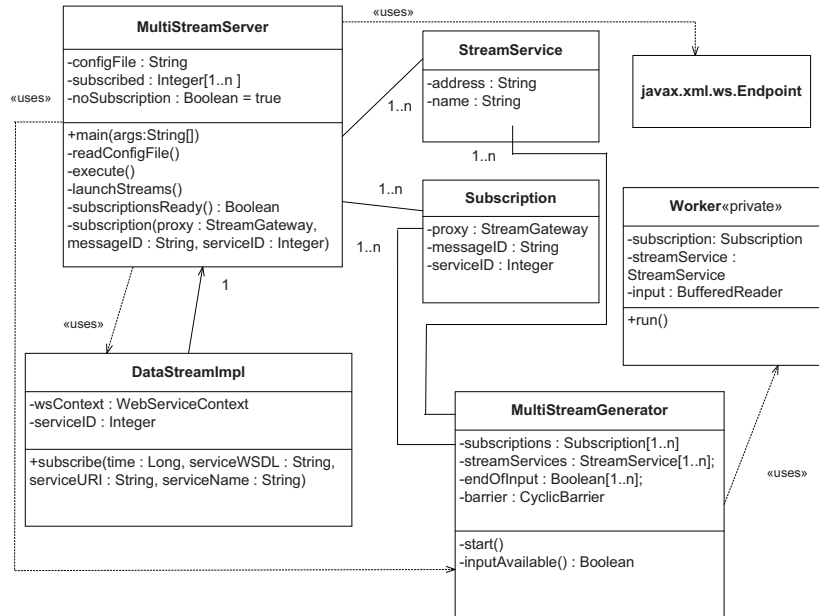 MultiStreamServer
-configFile : String
-subscribed : Integer[1..n ]
-noSubscription : Boolean = true
+main(args:String[])
-readConfigFile()
-execute()
-launchStreams()
-subscriptionsReady() : Boolean
-subscription(proxy : StreamGateway,
messageID : String, serviceID : Integer)
«uses»
«uses»
StreamService
-address : String
-name : String
1..n
1..n
javax.xml.ws.Endpoint
1..n
Subscription
-proxy : StreamGateway
-messageID : String
-serviceID : Integer
1..n
Worker«private»
-subscription: Subscription
-streamService :
StreamService
-input : BufferedReader
+run()
1
«uses»
DataStreamImpl
-wsContext : WebServiceContext
-serviceID : Integer
+subscribe(time : Long, serviceWSDL : String,
serviceURI : String, serviceName : String)
MultiStreamGenerator
-subscriptions : Subscription[1..n]
-streamServices : StreamService[1..n];
-endOfInput : Boolean[1..n];
-barrier : CyclicBarrier
-start()
-inputAvailable() : Boolean
«uses»